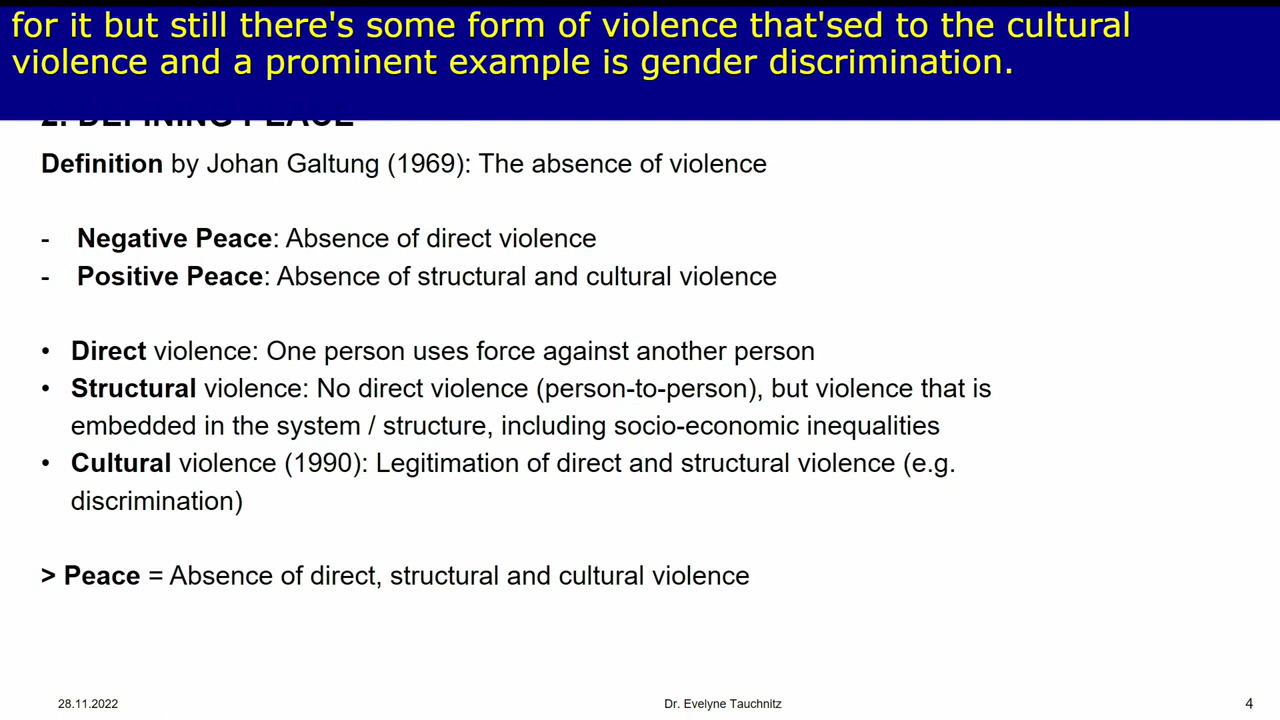 for it but still there's some form of violence that'sed to the cultural
violence and a prominent example is gender discrimination.
2. DEFINING PEACE
Definition by Johan Galtung (1969): The absence of violence
- Negative Peace: Absence of direct violence
- Positive Peace: Absence of structural and cultural violence
• Direct violence: One person uses force against another person
• Structural violence: No direct violence (person-to-person), but violence that is
embedded in the system / structure, including socio-economic inequalities
• Cultural violence (1990): Legitimation of direct and structural violence (e.g.
discrimination)
> Peace = Absence of direct, structural and cultural violence
28.11.2022
Dr. Evelyne Tauchnitz
4